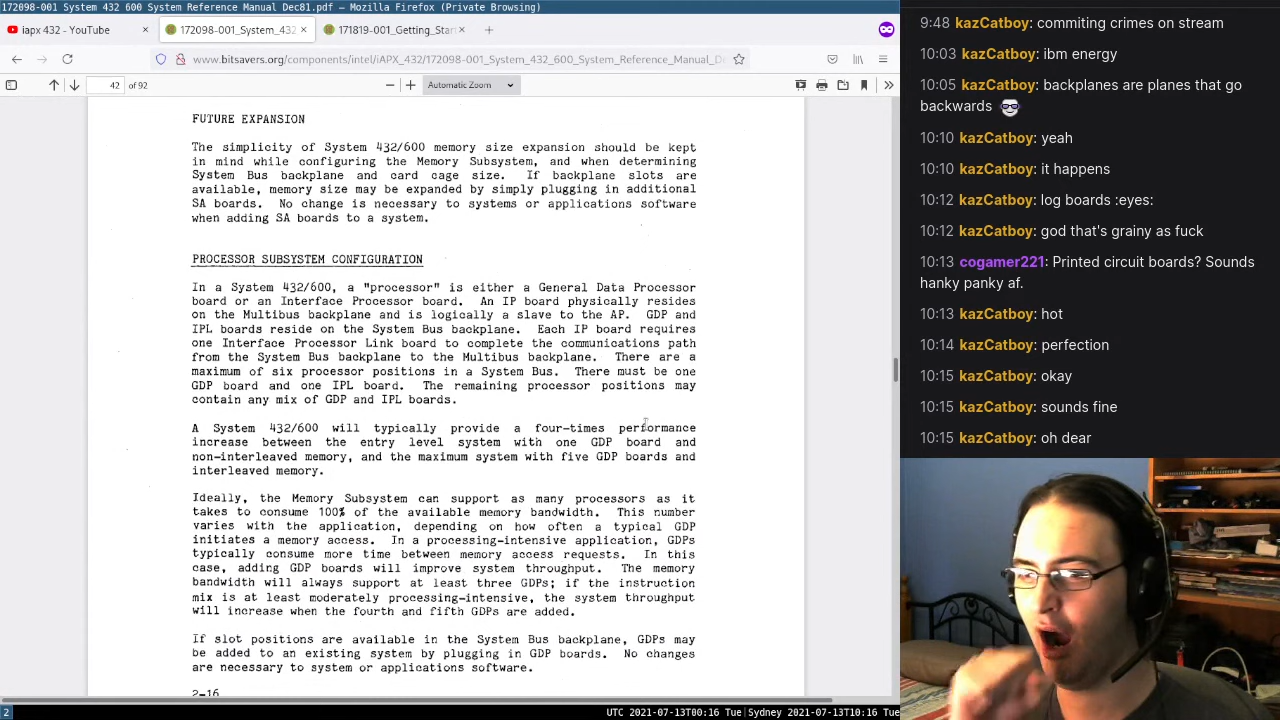 172098-001 System 432 600 System Reference Manual Dec81.pdf — Mozilla Firefox (Private Browsing)
iapx 432 - YouTube
172098-001_System_432
171819-001_Getting_Star
www.bitsavers.org/components/intel/iAPX_432/172098-001_System_432_600_System_Reference_Manual_De
42 of 92
Automatic Zoom
FUTURE EXPANSION
The simplicity of System 432/600 memory size expansion should be kept
in mind while configuring the Memory Subsystem, and when determining
System Bus backplane and card cage size. If backplane slots are
available, memory size may be expanded by simply plugging in additional
SA boards. No change is necessary to systems or applications software
when adding SA boards to a system.
PROCESSOR SUBSYSTEM CONFIGURATION
In a System 432/600, a "processor" is either a General Data Processor
board or an Interface Processor board. An IP board physically resides
on the Multibus backplane and is logically a slave to the AP. GDP and
IPL boards reside on the System Bus backplane. Each IP board requires
one Interface Processor Link board to complete the communications path
from the System Bus backplane to the Multibus backplane. There are a
maximum of six processor positions in a System Bus. There must be one
GDP board and one IPL board. The remaining processor positions may
contain any mix of GDP and IPL boards.
A System 432/600 will typically provide a four-times performance
increase between the entry level system with one GDP board and
non-interleaved memory, and the maximum system with five GDP boards and
interleaved memory.
Ideally, the Memory Subsystem can support as many processors as it
takes to consume 100% of the available memory bandwidth. This number
varies with the application, depending on how often a typical GDP
initiates a memory access. In a processing-intensive application, GDPs
typically consume more time between memory access requests. In this
case, adding GDP boards will improve system throughput. The memory
bandwidth will always support at least three GDPs; if the instruction
mix is at least moderately processing-intensive, the system throughput
will increase when the fourth and fifth GDPs are added.
If slot positions are available in the System Bus backplane, GDPs may
be added to an existing system by plugging in GDP boards. No changes
are necessary to system or applications software.
2-16
9:48 kazCatboy: commiting crimes on stream
10:03 kazCatboy: ibm energy
10:05 kazCatboy: backplanes are planes that go
backwards
10:10 kazCatboy: yeah
10:10 kazCatboy: it happens
10:12 kazCatboy: log boards :eyes:
10:12 kazCatboy: god that's grainy as fuck
10:13 cogamer221: Printed circuit boards? Sounds
hanky panky af.
10:13 kazCatboy: hot
10:14 kazCatboy: perfection
10:15 kazCatboy: okay
10:15 kazCatboy: sounds fine
10:15 kazCatboy: oh dear
2
UTC 2021-07-13T00:16 Tue|Sydney 2021-07-13T10:16 Tue